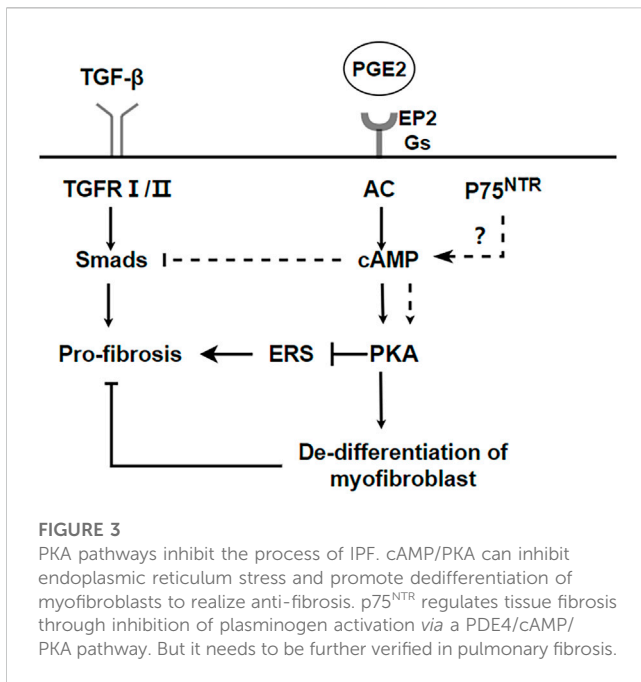 TGF-β
PGE2
EP2
Gs
TGFR Ⅰ/Ⅱ
AC
P75NTR
?
Smads
cAMP
Pro-fibrosis
ERS
PKA
De-differentiation of
myofibroblast
FIGURE 3
PKA pathways inhibit the process of IPF. cAMP/PKA can inhibit
endoplasmic reticulum stress and promote dedifferentiation of
myofibroblasts to realize anti-fibrosis. p75NTR regulates tissue fibrosis
through inhibition of plasminogen activation via a PDE4/cAMP/
PKA pathway. But it needs to be further verified in pulmonary fibrosis.